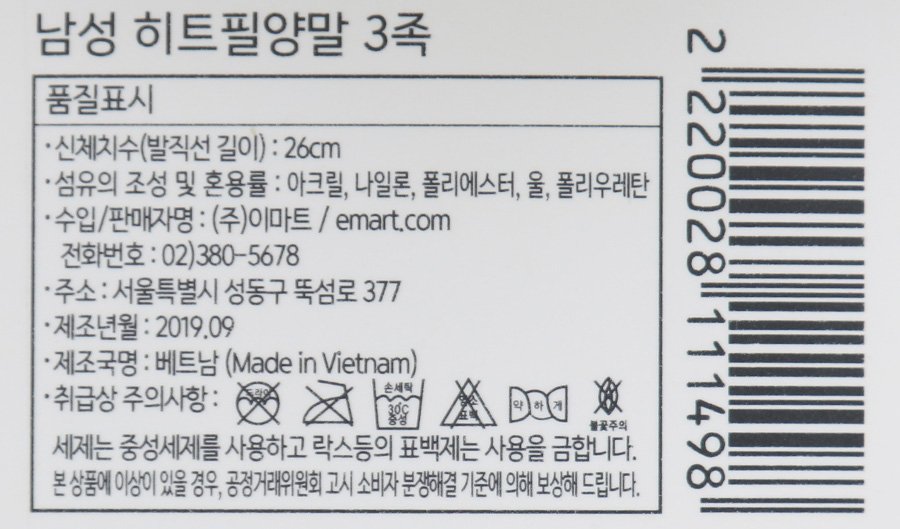 남성 히트필양말 3족
품질표시
·신체치수(발직선 길이) : 26cm
·섬유의 조성 및 혼용률 : 아크릴, 나일론, 폴리에스터, 울, 폴리우레탄
·수입/판매자명 : (주)이마트 / emart.com
전화번호 : 02)380-5678
·주소 : 서울특별시 성동구 뚝섬로 377
·제조년월 : 2019.09
·제조국명 : 베트남 (Made in Vietnam)
·취급상 주의사항 :
드라이
손세탁
30℃
중성
염소
표백
약하게
불꽃주의
세제는 중성세제를 사용하고 락스등의 표백제는 사용을 금합니다.
본 상품에 이상이 있을 경우, 공정거래위원회 고시 소비자 분쟁해결 기준에 의해 보상해 드립니다.
2 220028 111498